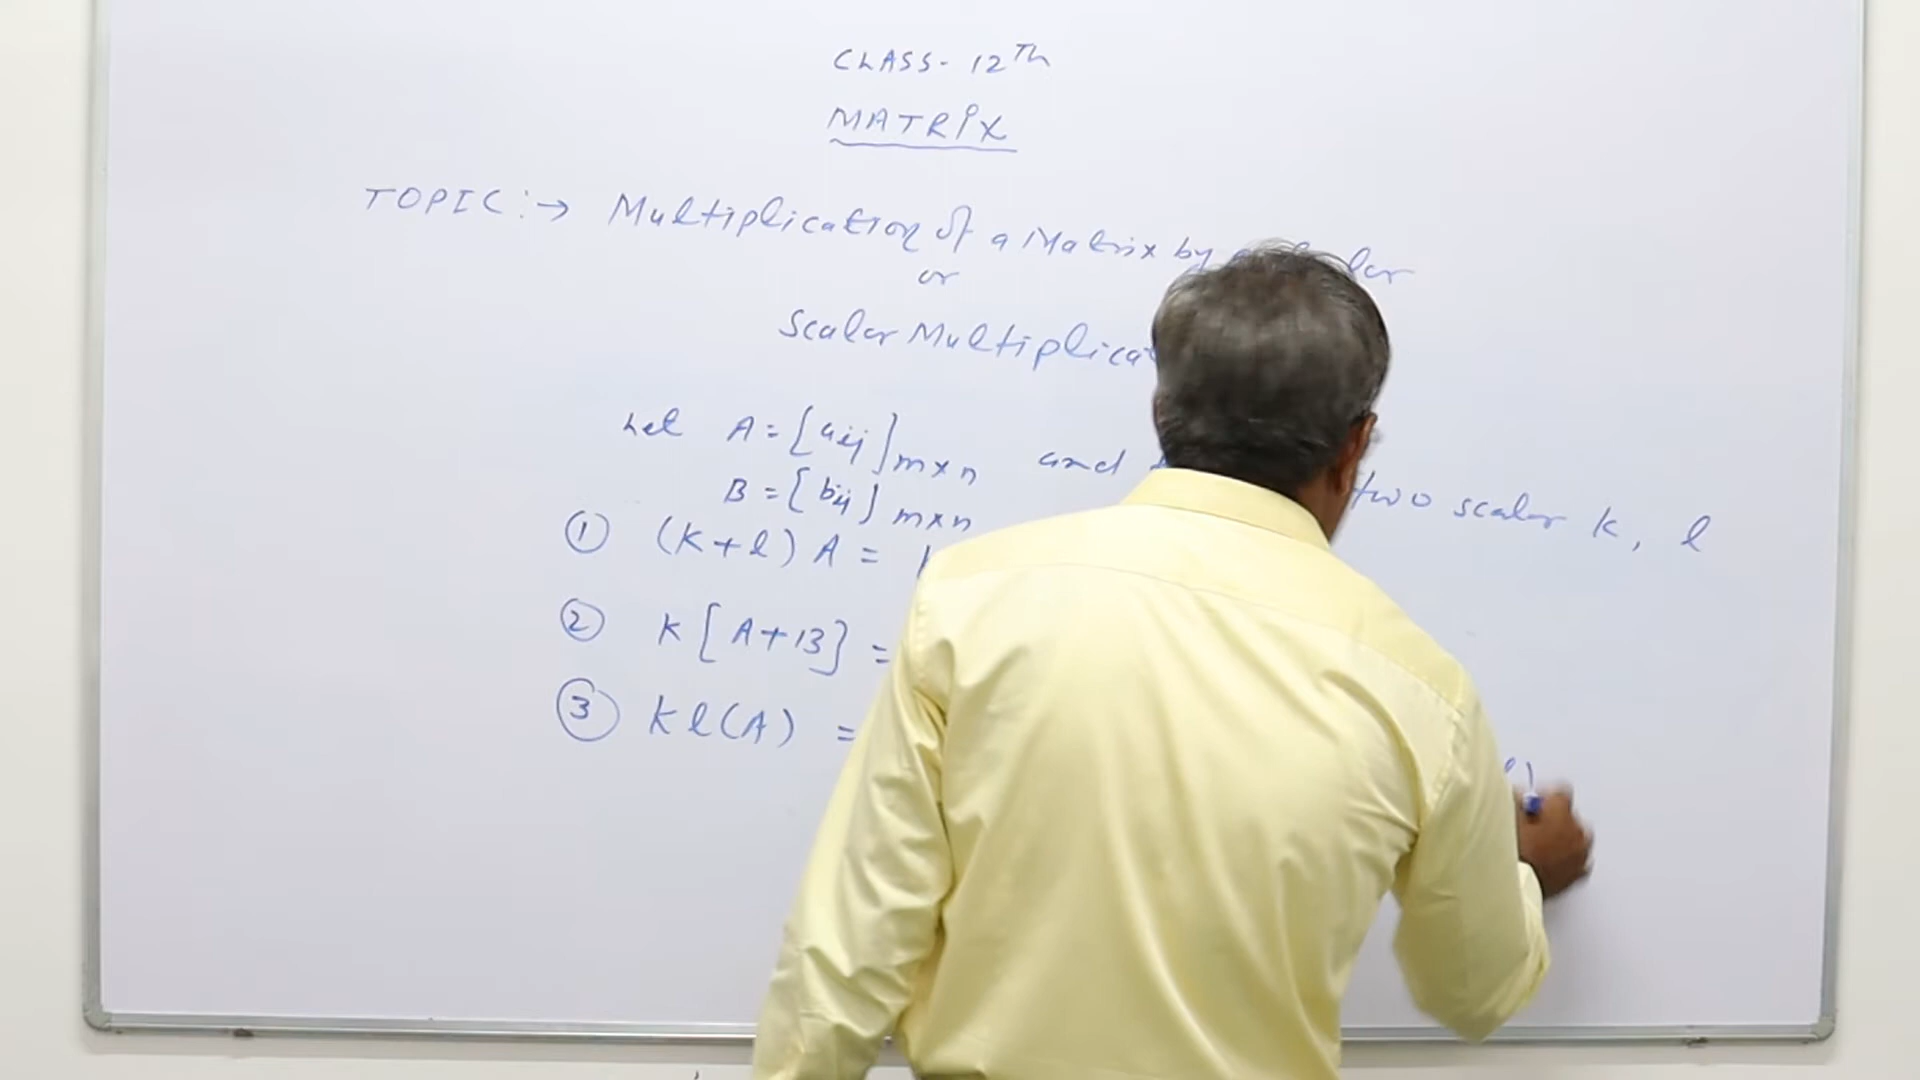 CLASS- 12Th
MATRIX
TOPIC :→ Multiplication of a Matrix by
or
Scalar Multiplicat
Let A = [aij]m×n and two scalar k, l
B = [bij]m×n
① (k+l) A =
② k [A+B] =
③ kl(A) =